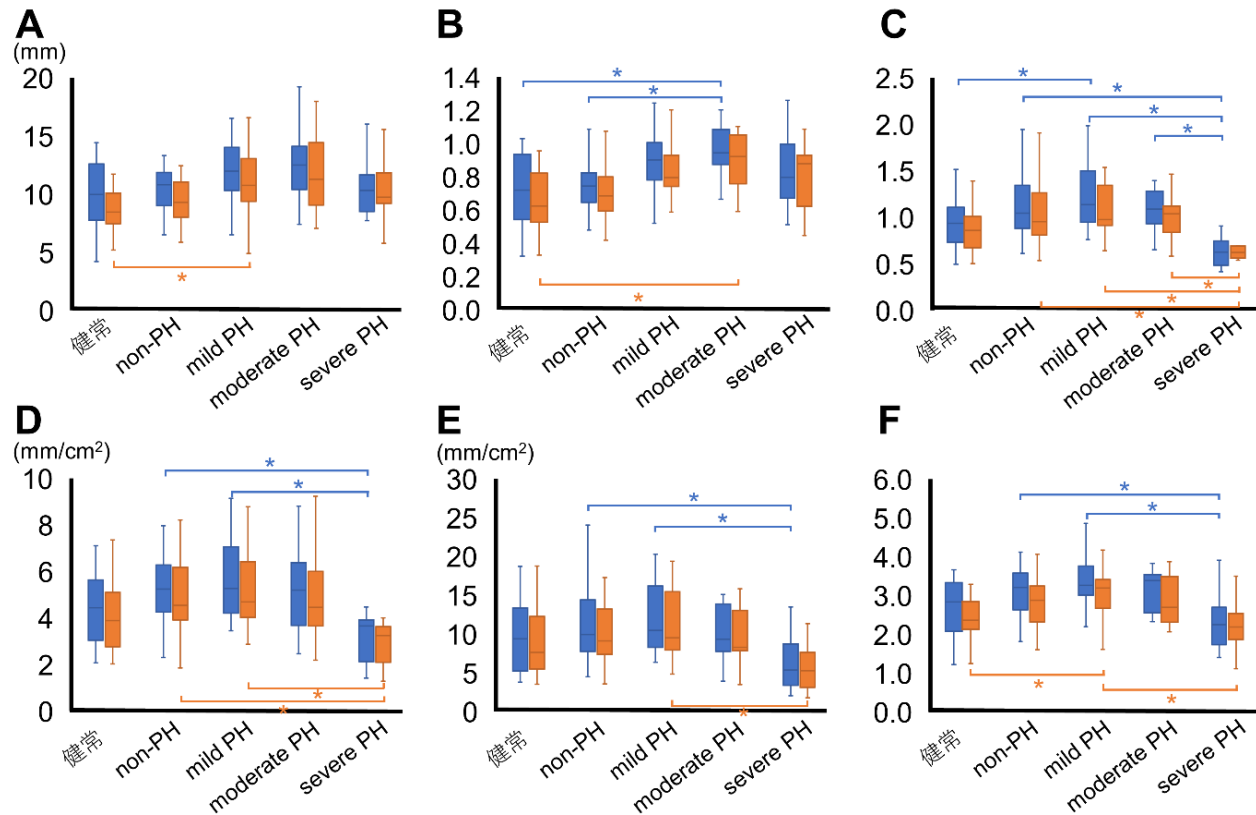 A
(mm)
20
15
10
5
0
*
健常
non-PH
mild PH
moderate PH
severe PH
B
1.4
1.2
1.0
0.8
0.6
0.4
0.2
0.0
*
*
*
健常
non-PH
mild PH
moderate PH
severe PH
C
2.5
2.0
1.5
1.0
0.5
0.0
*
*
*
*
*
*
*
健常
non-PH
mild PH
moderate PH
severe PH
D
(mm/cm²)
10
8
6
4
2
0
*
*
*
*
健常
non-PH
mild PH
moderate PH
severe PH
E
(mm/cm²)
30
25
20
15
10
5
0
*
*
*
健常
non-PH
mild PH
moderate PH
severe PH
F
6.0
5.0
4.0
3.0
2.0
1.0
0.0
*
*
*
*
健常
non-PH
mild PH
moderate PH
severe PH